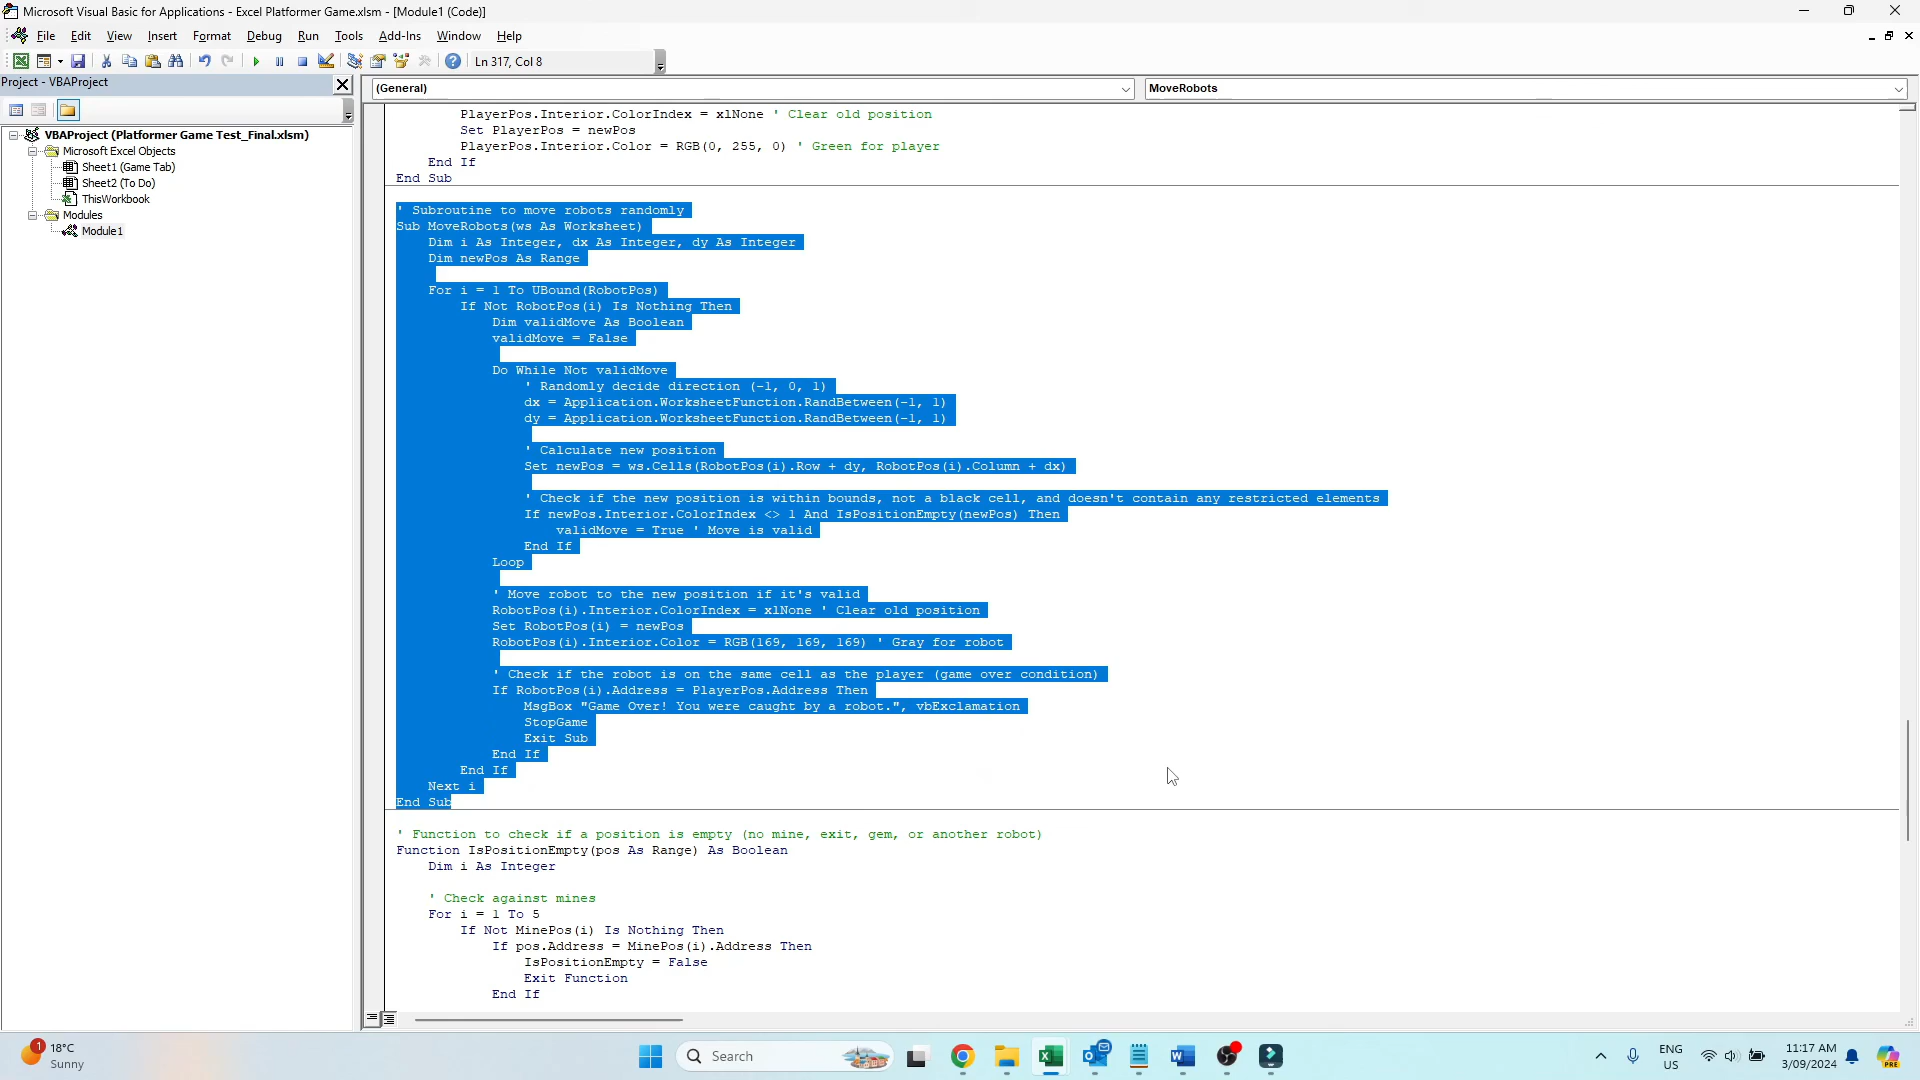 Microsoft Visual Basic for Applications - Excel Platformer Game.xlsm - [Module1 (Code)]
File Edit View Insert Format Debug Run Tools Add-Ins Window Help
Ln 317, Col 8
Project - VBAProject
(General)
MoveRobots
VBAProject (Platformer Game Test_Final.xlsm)
Microsoft Excel Objects
Sheet1 (Game Tab)
Sheet2 (To Do)
ThisWorkbook
Modules
Module1
PlayerPos.Interior.ColorIndex = xlNone ' Clear old position
Set PlayerPos = newPos
PlayerPos.Interior.Color = RGB(0, 255, 0) ' Green for player
End If
End Sub
' Subroutine to move robots randomly
Sub MoveRobots(ws As Worksheet)
Dim i As Integer, dx As Integer, dy As Integer
Dim newPos As Range
For i = 1 To UBound(RobotPos)
If Not RobotPos(i) Is Nothing Then
Dim validMove As Boolean
validMove = False
Do While Not validMove
' Randomly decide direction (-1, 0, 1)
dx = Application.WorksheetFunction.RandBetween(-1, 1)
dy = Application.WorksheetFunction.RandBetween(-1, 1)
' Calculate new position
Set newPos = ws.Cells(RobotPos(i).Row + dy, RobotPos(i).Column + dx)
' Check if the new position is within bounds, not a black cell, and doesn't contain any restricted elements
If newPos.Interior.ColorIndex <> 1 And IsPositionEmpty(newPos) Then
validMove = True ' Move is valid
End If
Loop
' Move robot to the new position if it's valid
RobotPos(i).Interior.ColorIndex = xlNone ' Clear old position
Set RobotPos(i) = newPos
RobotPos(i).Interior.Color = RGB(169, 169, 169) ' Gray for robot
' Check if the robot is on the same cell as the player (game over condition)
If RobotPos(i).Address = PlayerPos.Address Then
MsgBox "Game Over! You were caught by a robot.", vbExclamation
StopGame
Exit Sub
End If
End If
Next i
End Sub
' Function to check if a position is empty (no mine, exit, gem, or another robot)
Function IsPositionEmpty(pos As Range) As Boolean
Dim i As Integer
' Check against mines
For i = 1 To 5
If Not MinePos(i) Is Nothing Then
If pos.Address = MinePos(i).Address Then
IsPositionEmpty = False
Exit Function
End If
1
18°C
Sunny
Search
ENG
US
11:17 AM
3/09/2024
PRE